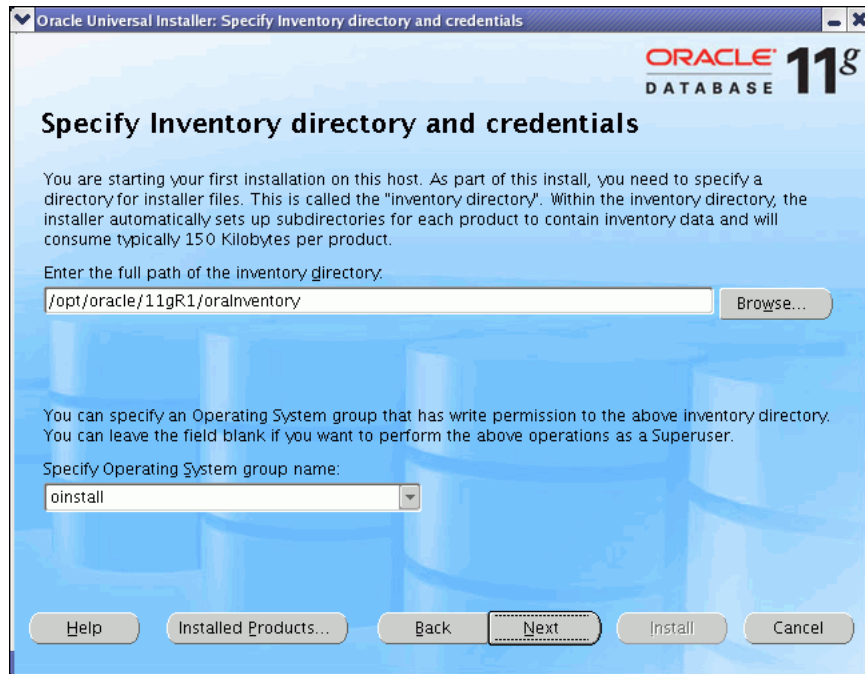 Oracle Universal Installer: Specify Inventory directory and credentials
ORACLE
DATABASE 11g
Specify Inventory directory and credentials
You are starting your first installation on this host. As part of this install, you need to specify a
directory for installer files. This is called the "inventory directory". Within the inventory directory, the
installer automatically sets up subdirectories for each product to contain inventory data and will
consume typically 150 Kilobytes per product.
Enter the full path of the inventory directory:
/opt/oracle/11gR1/oraInventory
Browse...
You can specify an Operating System group that has write permission to the above inventory directory.
You can leave the field blank if you want to perform the above operations as a Superuser.
Specify Operating System group name:
oinstall
Help Installed Products... Back Next Install Cancel